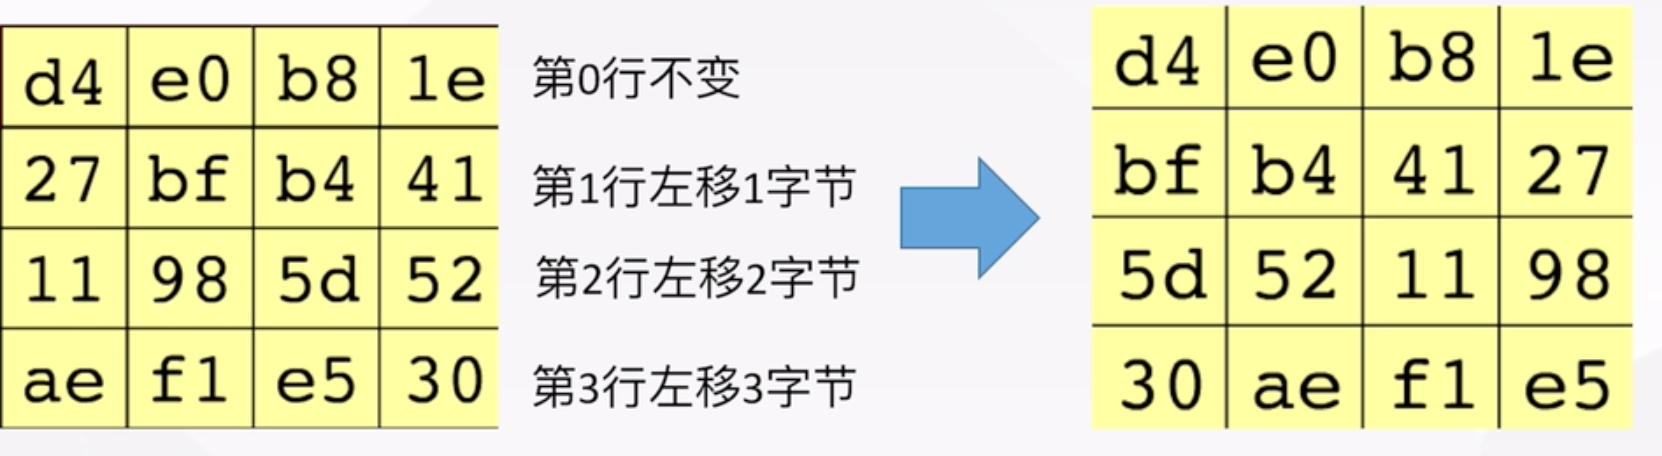 d4 e0 b8 1e
27 bf b4 41
11 98 5d 52
ae f1 e5 30
第0行不变
第1行左移1字节
第2行左移2字节
第3行左移3字节
d4 e0 b8 1e
bf b4 41 27
5d 52 11 98
30 ae f1 e5